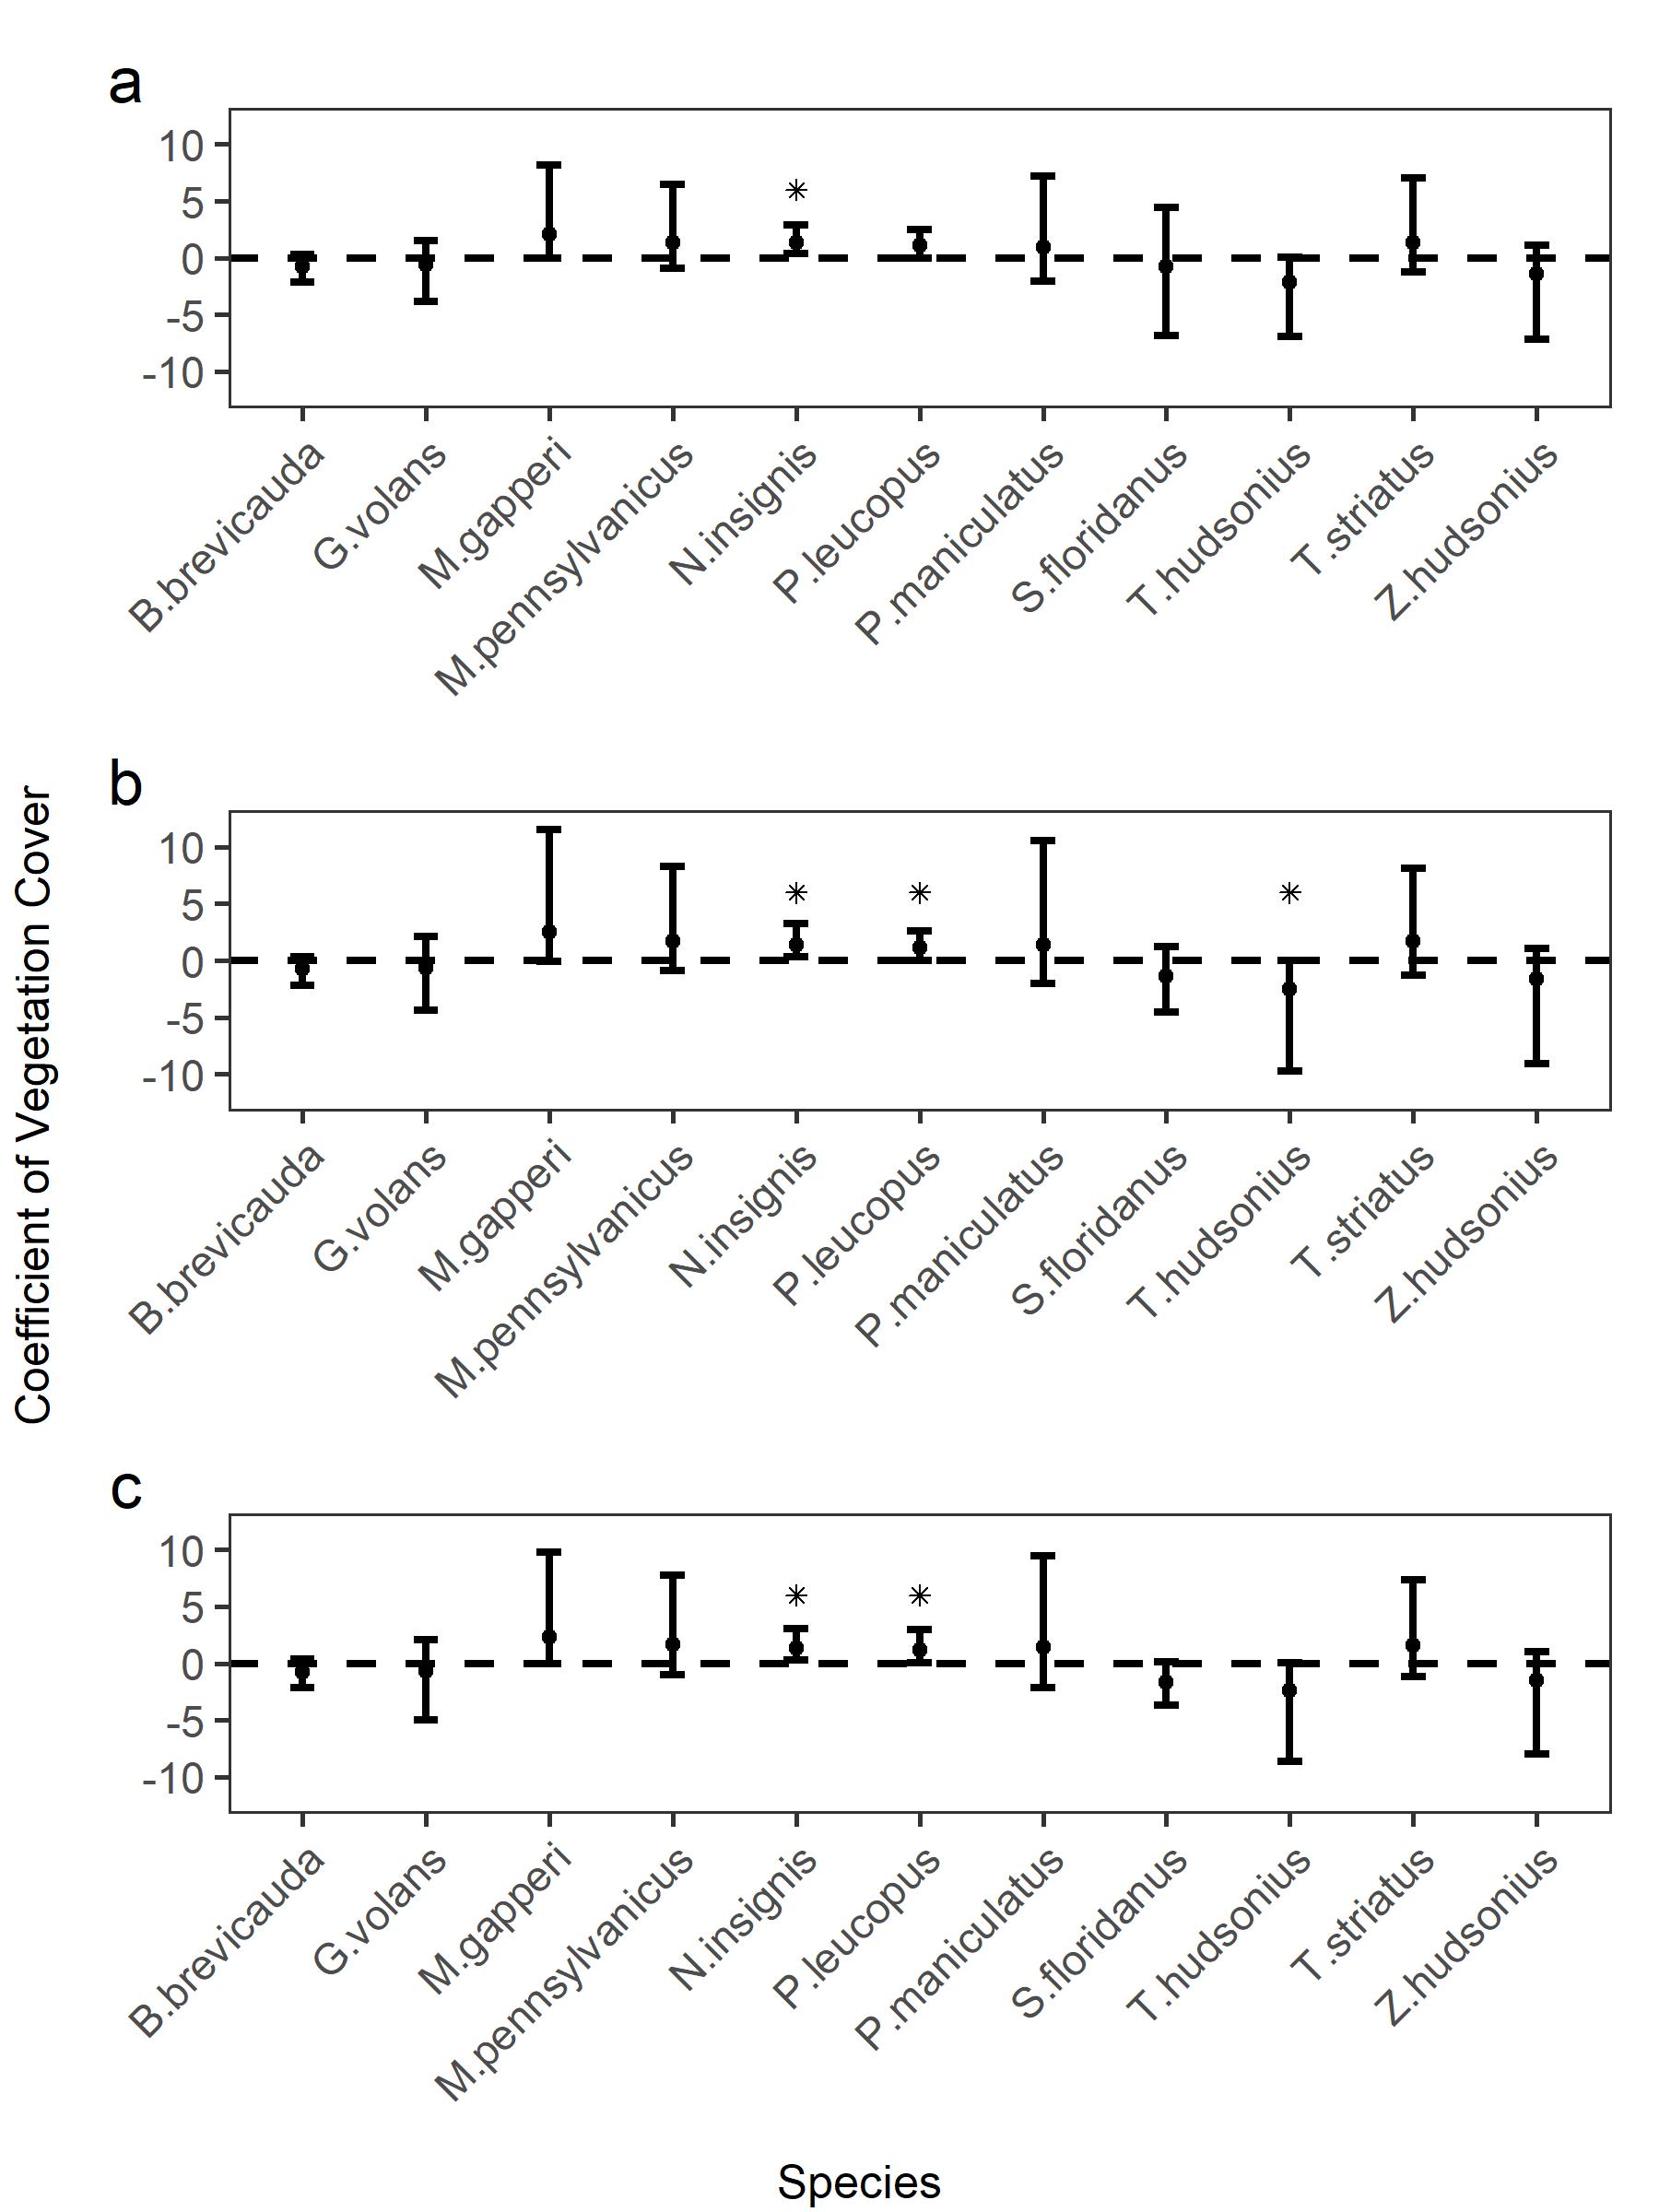 a
10
5
0
-5
-10
B.brevicauda
G.volans
M.gapperi
M.pennsylvanicus
N.insignis
P.leucopus
P.maniculatus
S.floridanus
T.hudsonius
T.striatus
Z.hudsonius
Coefficient of Vegetation Cover
b
10
5
0
-5
-10
B.brevicauda
G.volans
M.gapperi
M.pennsylvanicus
N.insignis
P.leucopus
P.maniculatus
S.floridanus
T.hudsonius
T.striatus
Z.hudsonius
c
10
5
0
-5
-10
B.brevicauda
G.volans
M.gapperi
M.pennsylvanicus
N.insignis
P.leucopus
P.maniculatus
S.floridanus
T.hudsonius
T.striatus
Z.hudsonius
Species